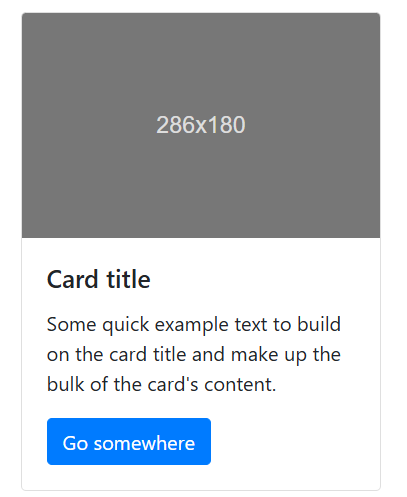 286x180
Card title
Some quick example text to build
on the card title and make up the
bulk of the card's content.
Go somewhere